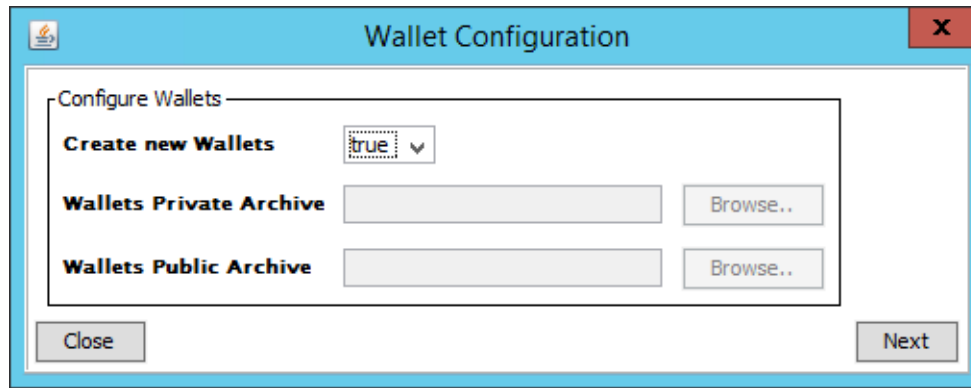 Wallet Configuration
x
Configure Wallets
Create new Wallets true
Wallets Private Archive Browse..
Wallets Public Archive Browse..
Close Next